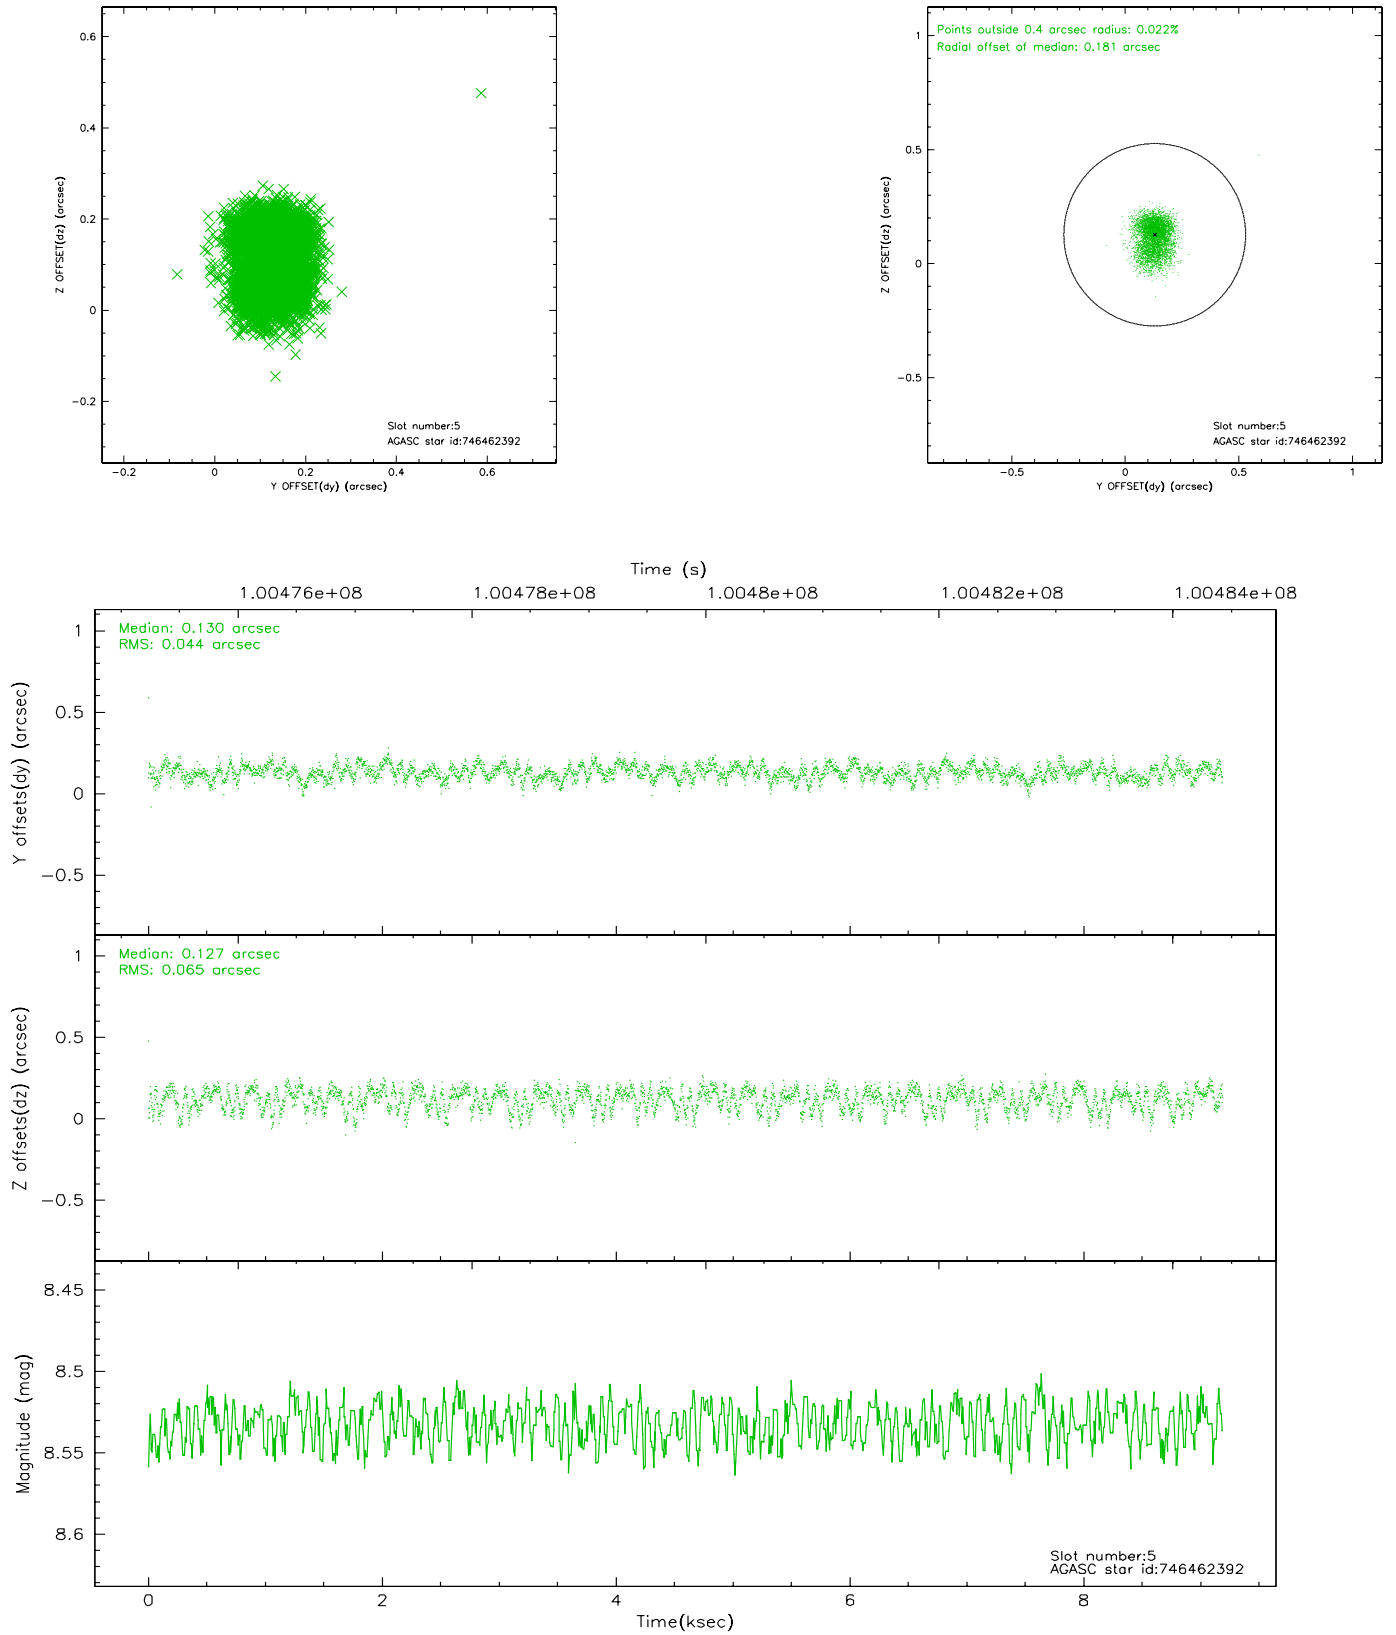 0.6
0.4
0.2
0
−0.2
Z OFFSET(dz) (arcsec)
Slot number:5
AGASC star id:746462392
−0.2 0 0.2 0.4 0.6
Y OFFSET(dy) (arcsec)
Points outside 0.4 arcsec radius: 0.022%
Radial offset of median: 0.181 arcsec
1
0.5
0
−0.5
Z OFFSET(dz) (arcsec)
Slot number:5
AGASC star id:746462392
−0.5 0 0.5 1
Y OFFSET(dy) (arcsec)
Time (s)
1.00476e+08 1.00478e+08 1.0048e+08 1.00482e+08 1.00484e+08
Median: 0.130 arcsec
RMS: 0.044 arcsec
1
0.5
0
−0.5
Y offsets(dy) (arcsec)
Median: 0.127 arcsec
RMS: 0.065 arcsec
1
0.5
0
−0.5
Z offsets(dz) (arcsec)
8.45
8.5
8.55
8.6
Magnitude (mag)
Slot number:5
AGASC star id:746462392
0 2 4 6 8
Time(ksec)